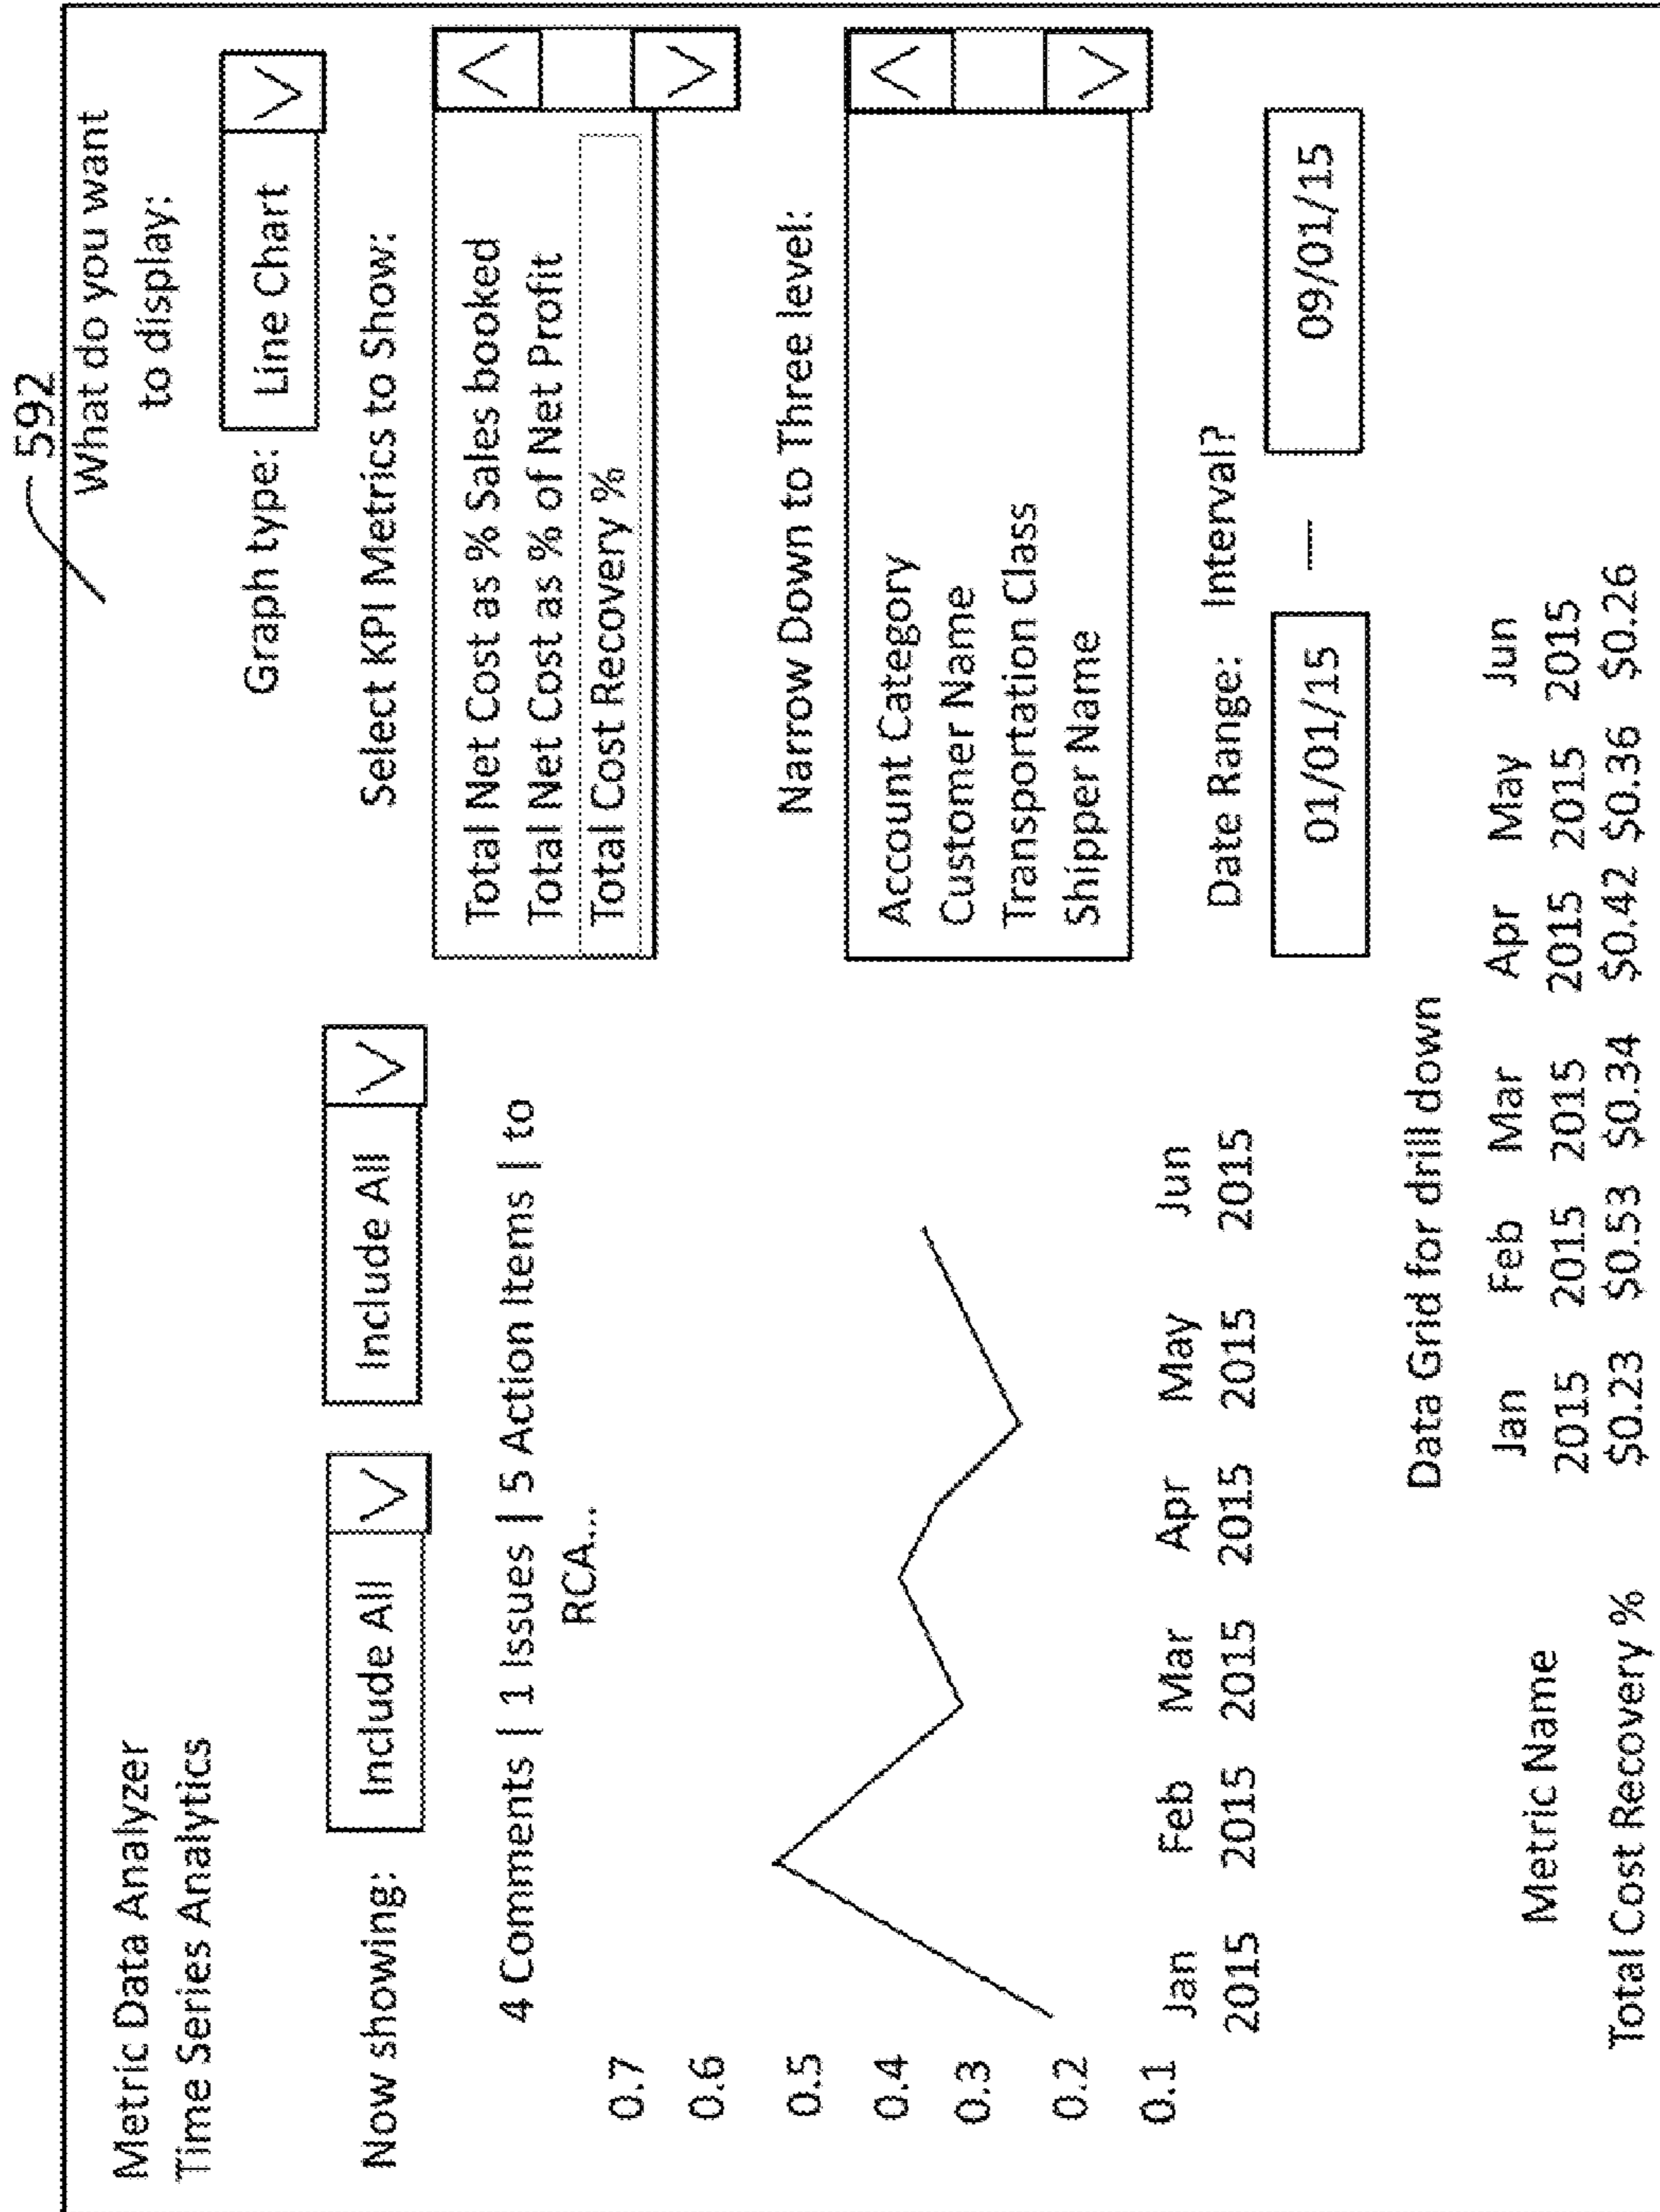 592
Metric Data Analyzer
Time Series Analytics
Now showing: Include All Include All
4 Comments | 1 Issues | 5 Action Items | to
RCA...
0.7
0.6
0.5
0.4
0.3
0.2
0.1
Jan Feb Mar Apr May Jun
2015 2015 2015 2015 2015 2015
What do you want
to display:
Graph type: Line Chart
Select KPI Metrics to Show:
Total Net Cost as % Sales booked
Total Net Cost as % of Net Profit
Total Cost Recovery %
Narrow Down to Three level:
Account Category
Customer Name
Transportation Class
Shipper Name
Date Range: Interval?
01/01/15 — 09/01/15
Data Grid for drill down
Metric Name Jan Feb Mar Apr May Jun
2015 2015 2015 2015 2015 2015
Total Cost Recovery % $0.23 $0.53 $0.34 $0.42 $0.36 $0.26